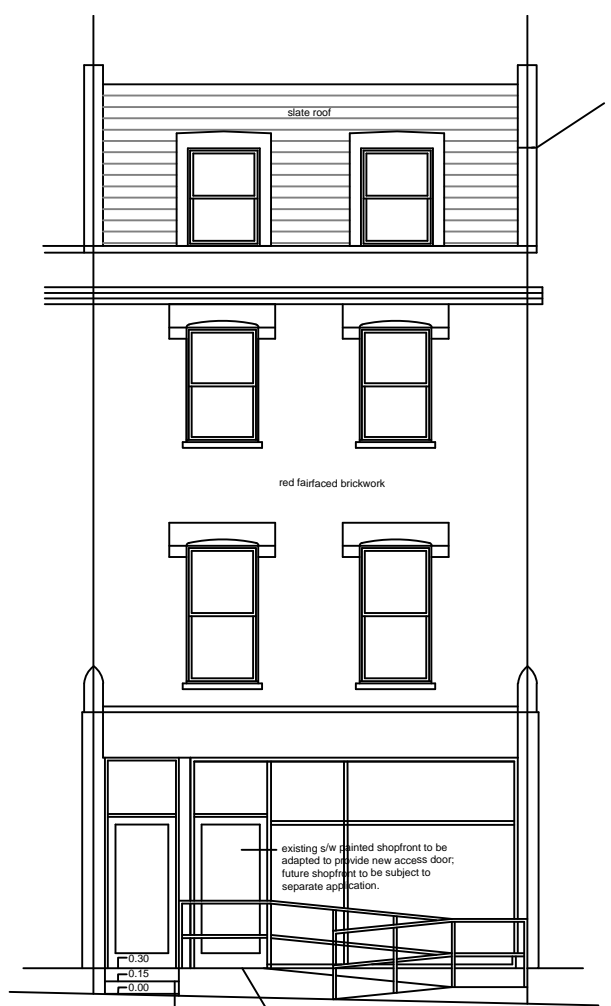 slate roof
red fairfaced brickwork
existing s/w painted shopfront to be
adapted to provide new access door;
future shopfront to be subject to
separate application.
0.30
0.15
0.00